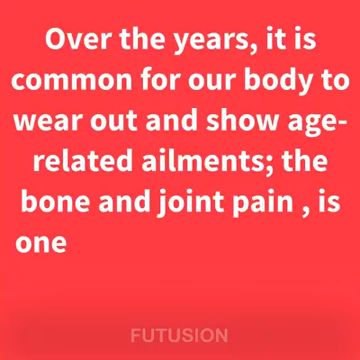 Over the years, it is
common for our body to
wear out and show age-
related ailments; the
bone and joint pain , is
one
FUTUSION